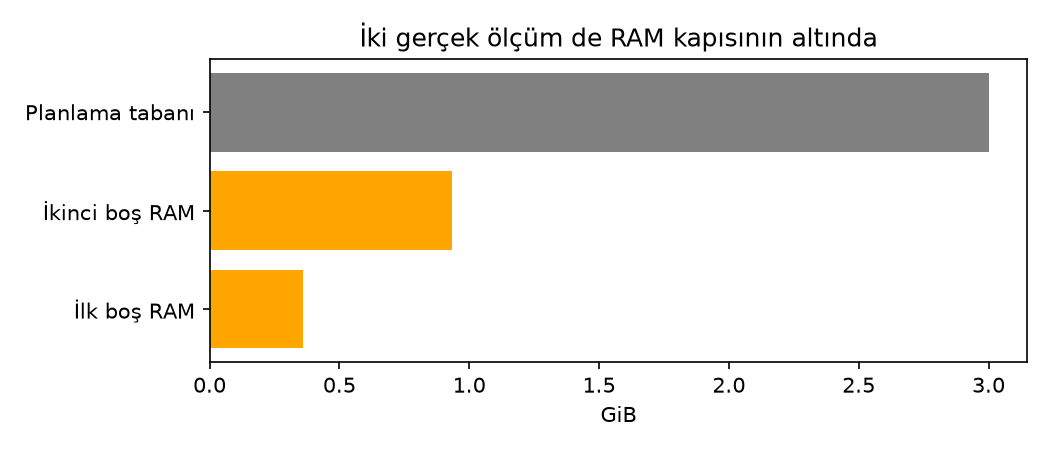 İki gerçek ölçüm de RAM kapısının altında
Planlama tabanı
İkinci boş RAM
İlk boş RAM
0.0 0.5 1.0 1.5 2.0 2.5 3.0
GiB